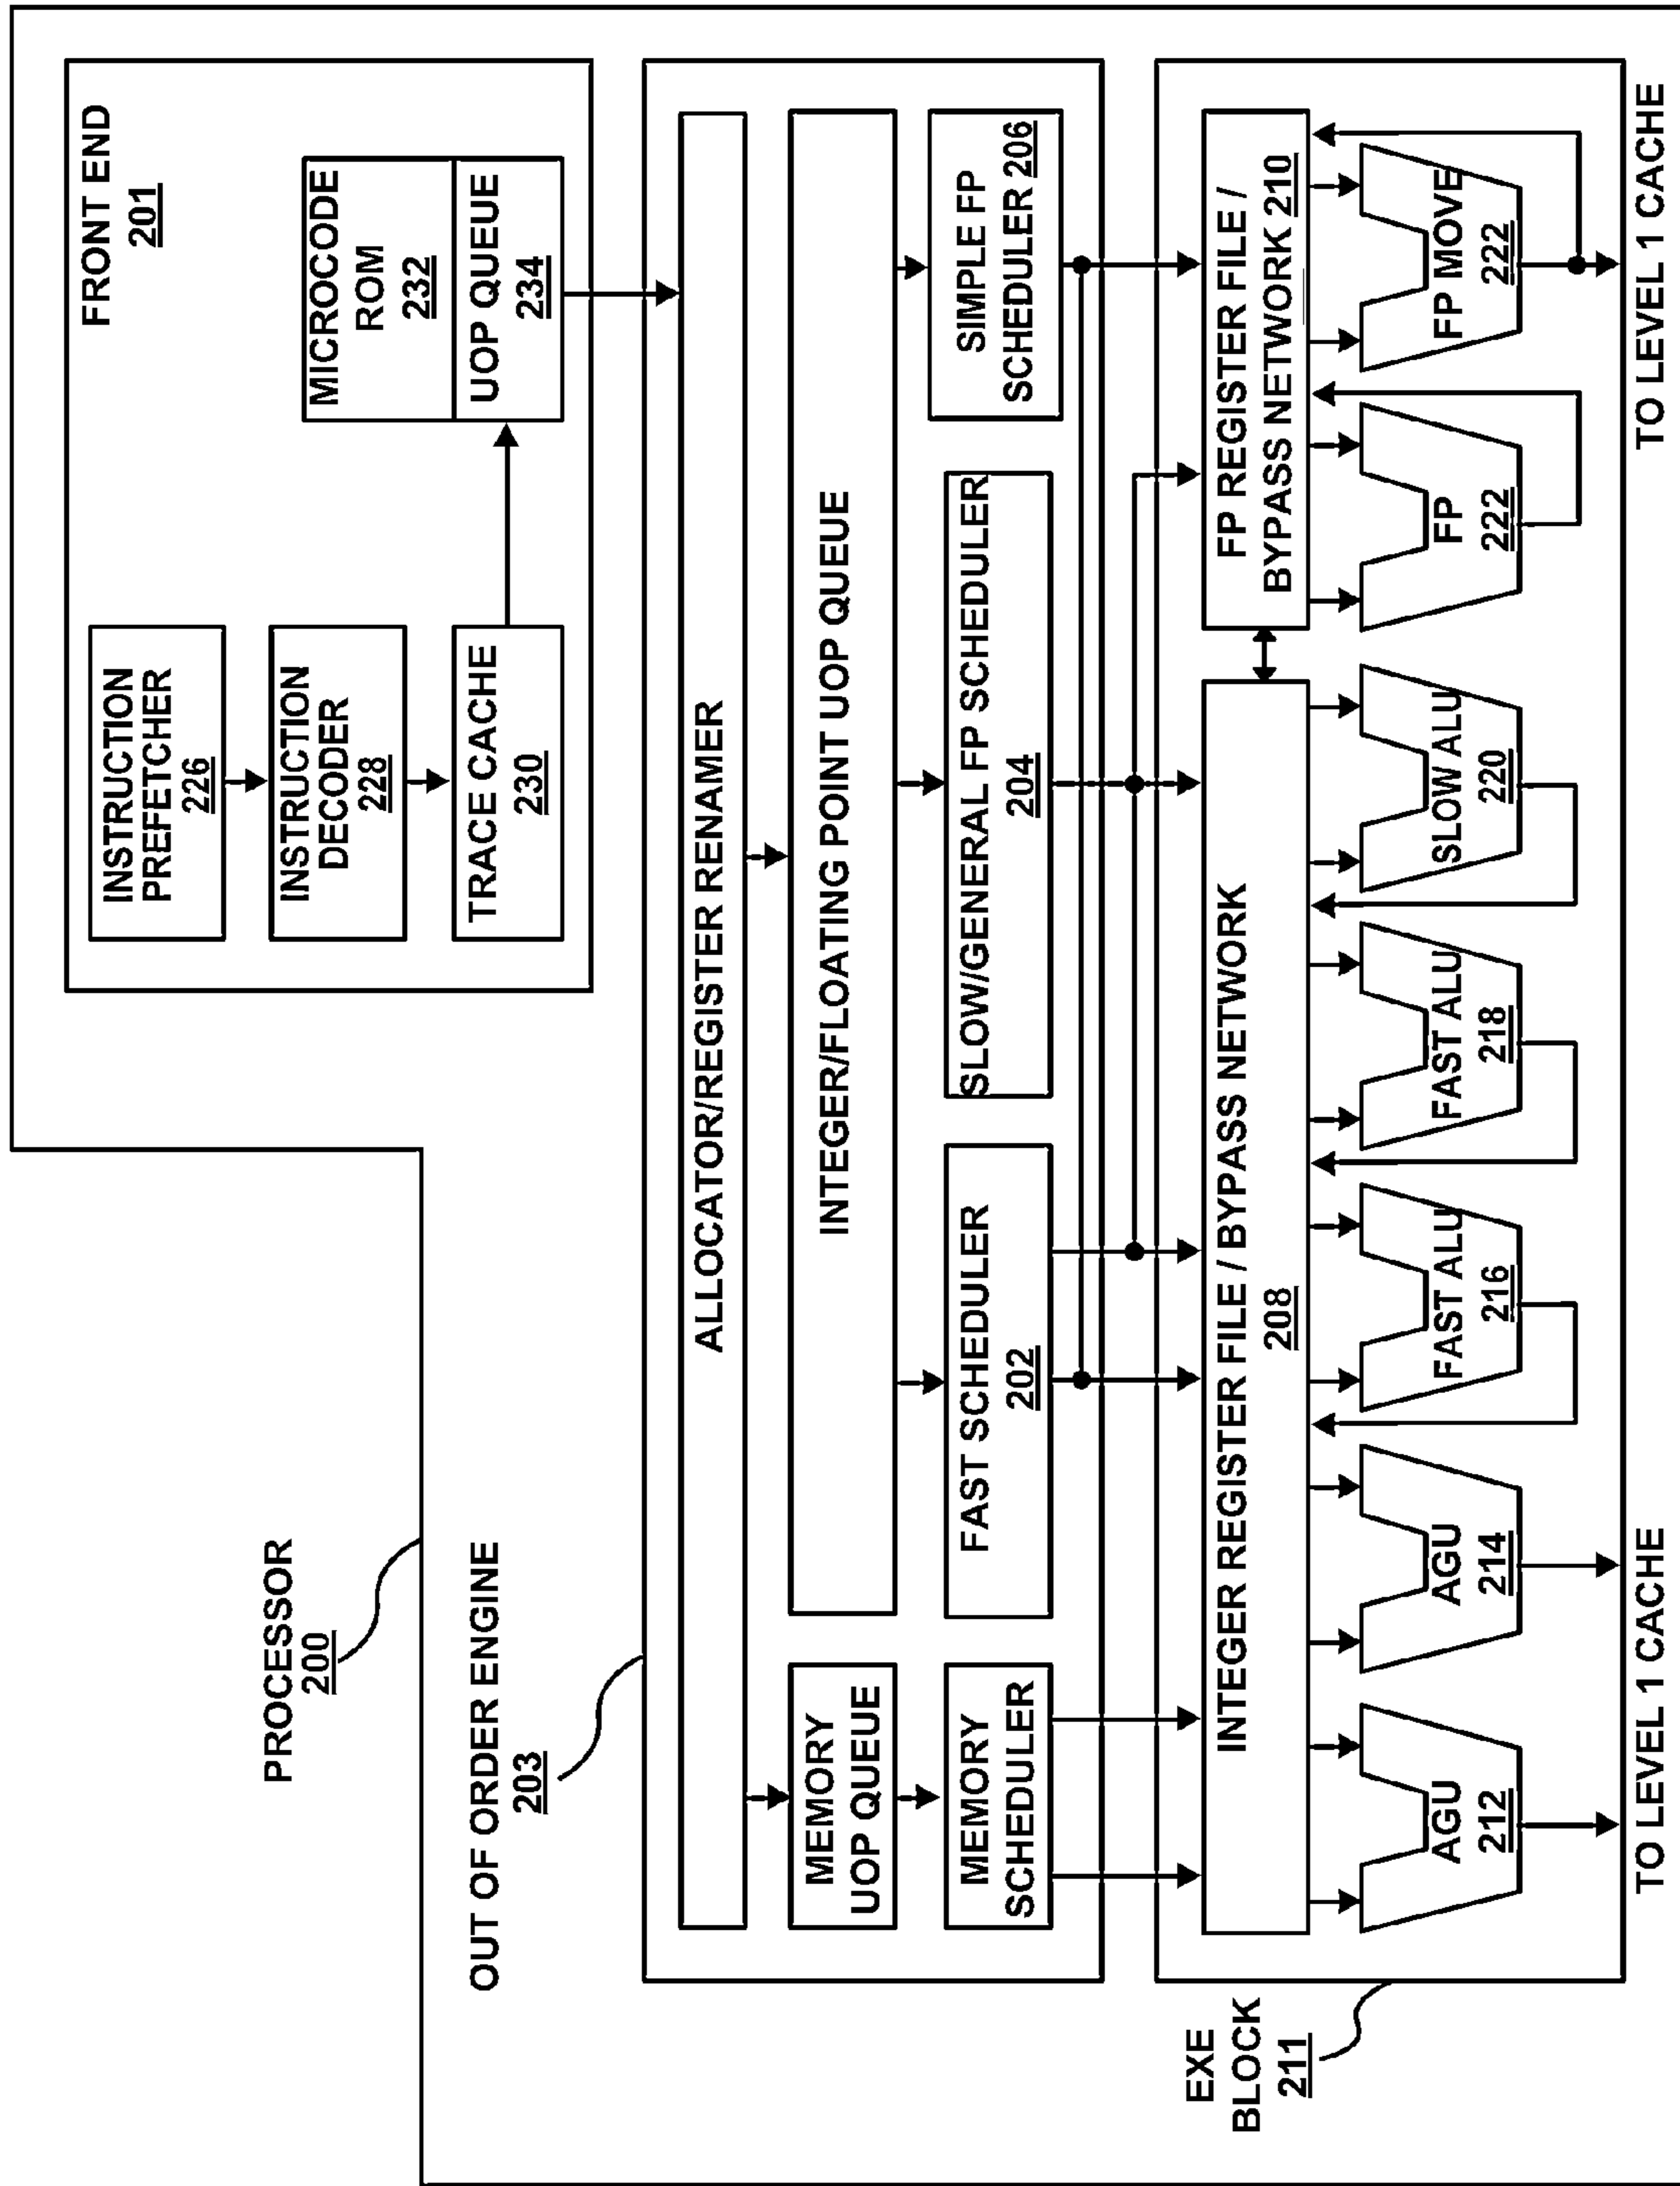 PROCESSOR
200
FRONT END
201
INSTRUCTION
PREFETCHER
226
INSTRUCTION
DECODER
228
TRACE CACHE
230
MICROCODE
ROM
232
UOP QUEUE
234
OUT OF ORDER ENGINE
203
ALLOCATOR/REGISTER RENAMER
MEMORY
UOP QUEUE
INTEGER/FLOATING POINT UOP QUEUE
MEMORY
SCHEDULER
FAST SCHEDULER
202
SLOW/GENERAL FP SCHEDULER
204
SIMPLE FP
SCHEDULER 206
EXE
BLOCK
211
INTEGER REGISTER FILE / BYPASS NETWORK
208
FP REGISTER FILE /
BYPASS NETWORK 210
AGU
212
AGU
214
FAST ALU
216
FAST ALU
218
SLOW ALU
220
FP
222
FP MOVE
222
TO LEVEL 1 CACHE
TO LEVEL 1 CACHE